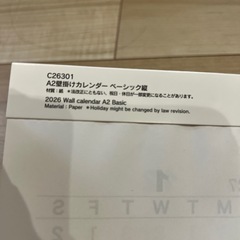 C26301
A2壁掛けカレンダー ベーシック縦
材質：紙 ＊法改正にともない、祝日・休日が一部変更になることがあります。
2026 Wall calendar A2 Basic
Material : Paper ＊Holiday might be changed by law revision.
1
M T W T F S